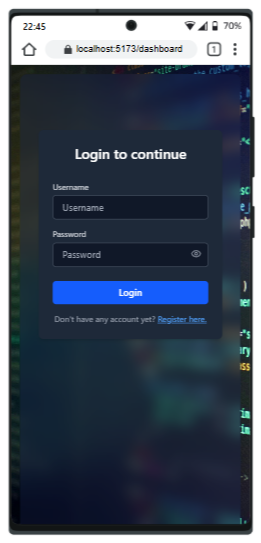 22:45
70%
localhost:5173/dashboard
1
Login to continue
Username
Username
Password
Password
Login
Don't have any account yet? Register here.